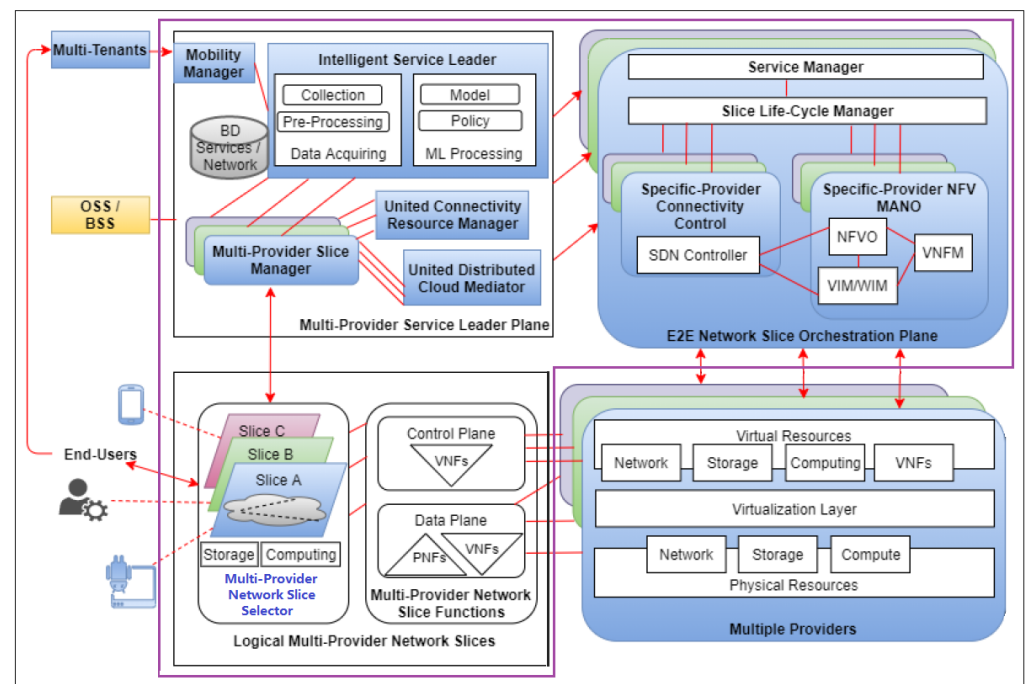 Multi-Tenants
Mobility
Manager
Intelligent Service Leader
Collection
Pre-Processing
Data Acquiring
Model
Policy
ML Processing
BD
Services /
Network
OSS /
BSS
United Connectivity
Resource Manager
Multi-Provider Slice
Manager
United Distributed
Cloud Mediator
Multi-Provider Service Leader Plane
Service Manager
Slice Life-Cycle Manager
Specific-Provider
Connectivity
Control
SDN Controller
Specific-Provider NFV
MANO
NFVO
VNFM
VIM/WIM
E2E Network Slice Orchestration Plane
End-Users
Slice C
Slice B
Slice A
Storage
Computing
Multi-Provider
Network Slice
Selector
Control Plane
VNFs
Data Plane
PNFs
VNFs
Multi-Provider Network
Slice Functions
Logical Multi-Provider Network Slices
Virtual Resources
Network
Storage
Computing
VNFs
Virtualization Layer
Network
Storage
Compute
Physical Resources
Multiple Providers